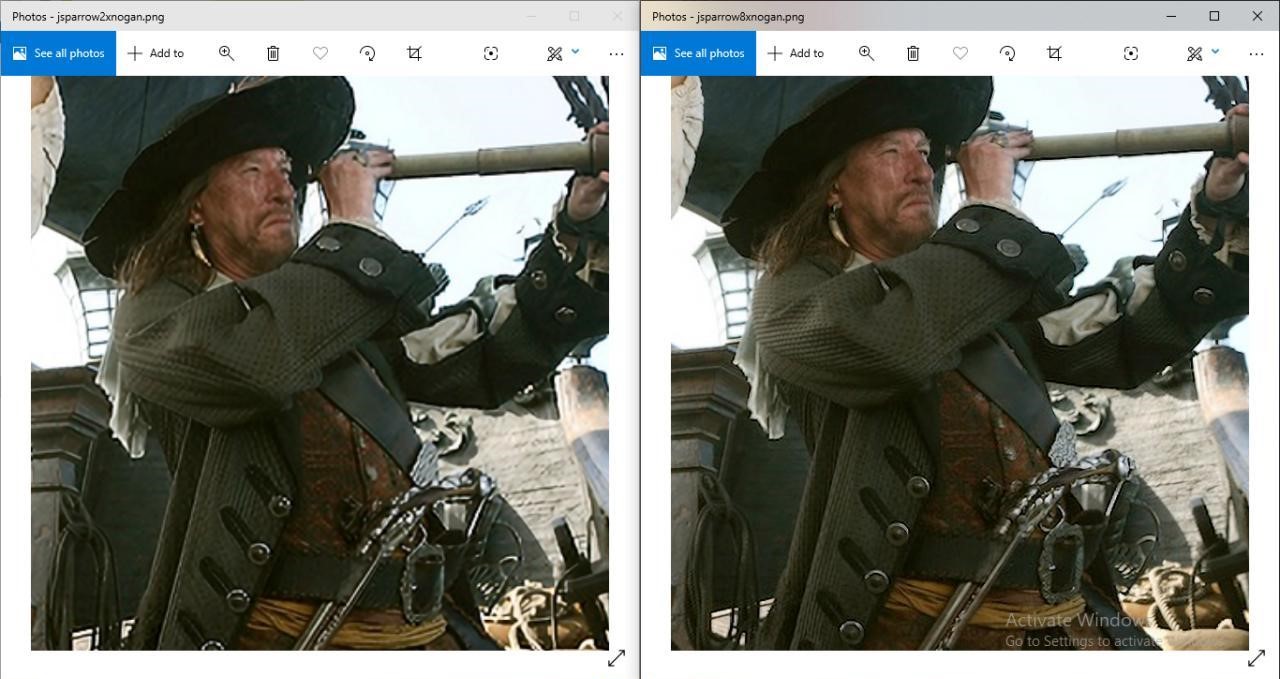 Photos - jsparrow2xnogan.png
See all photos
Add to
Photos - jsparrow8xnogan.png
See all photos
Add to
Activate Windows
Go to Settings to activate